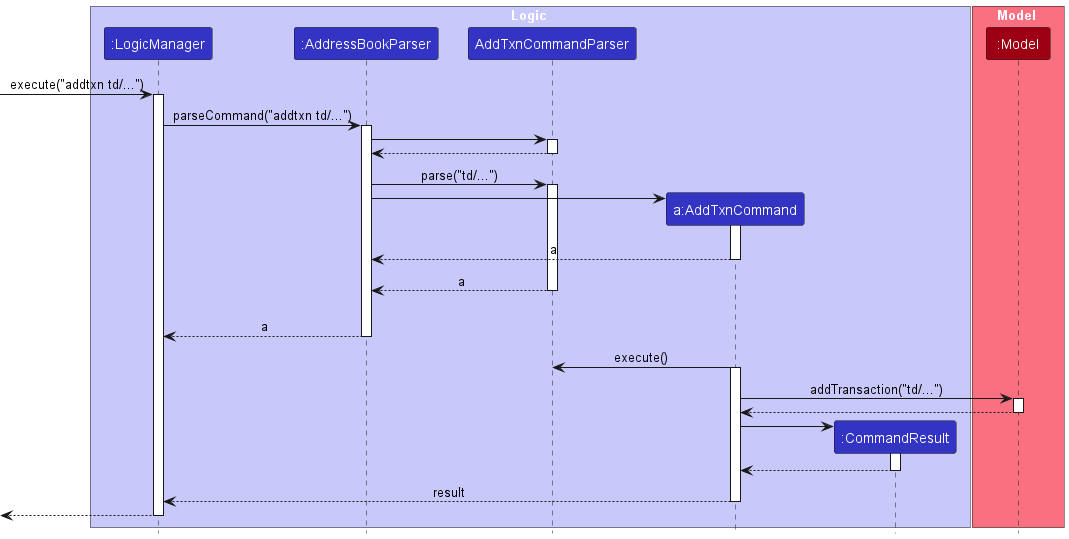 Logic
Model
:LogicManager
:AddressBookParser
AddTxnCommandParser
:Model
execute("addtxn td/...")
parseCommand("addtxn td/...")
parse("td/...")
a:AddTxnCommand
a
a
a
execute()
addTransaction("td/...")
:CommandResult
result